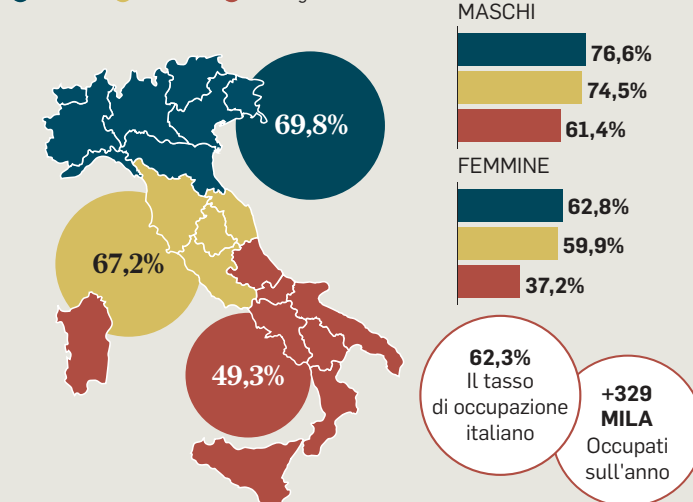 MASCHI
76,6%
74,5%
61,4%
FEMMINE
62,8%
59,9%
37,2%
69,8%
67,2%
49,3%
62,3%
Il tasso
di occupazione
italiano
+329
MILA
Occupati
sull'anno